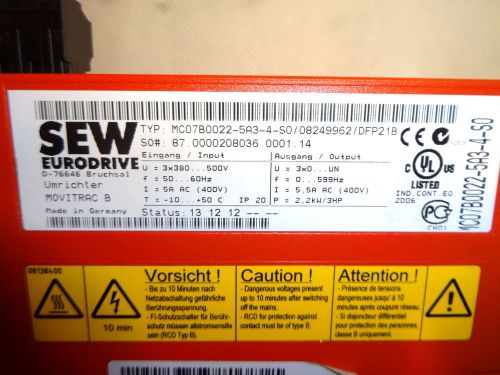 SEW
EURODRIVE
D-76646 Bruchsal
Umrichter
MOVITRAC B
Made in Germany
TYP: MC07B0022-5A3-4-S0/08249962/DFP21B
SO#: 87.0000208036.0001.14
Eingang / Input
U = 3x380...500V
f = 50...60Hz
I = 5A AC (400V)
T = -10...+50 C IP 20
Ausgang / Output
U = 3x0...UN
f = 0...599Hz
I = 5,5A AC (400V)
P = 2,2kW/3HP
Status: 13 12 12 -- --
CE
C UL US
LISTED
IND.CONT.EQ.
2006
MC07B0022-5A3-4-S0
08138400
10 min
Vorsicht !
- Bis zu 10 Minuten nach
Netzabschaltung gefährliche
Berührungsspannung.
- FI-Schutzschalter für Berühr-
schutz müssen allstromsensitiv
sein (RCD Typ B).
Caution !
- Dangerous voltages present
up to 10 minutes after switching
off the mains.
- RCD for protection against
contact must be of type B.
Attention !
- Présence de tensions
dangereuses jusqu' à 10
minutes après coupure réseau.
- Si disjoncteur différentiel
pour protection des personnes,
classe B uniquement.